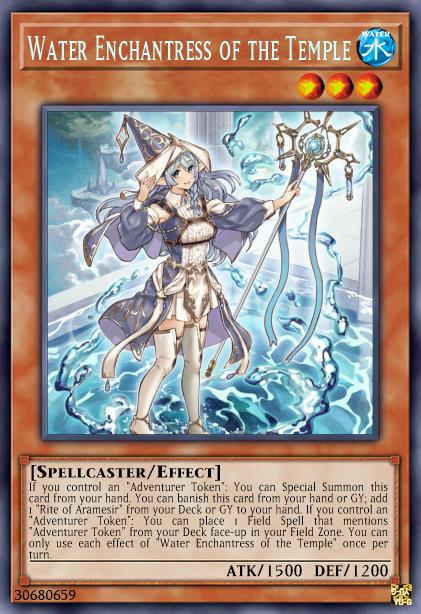 WATER ENCHANTRESS OF THE TEMPLE
WATER
水
[SPELLCASTER/EFFECT]
If you control an "Adventurer Token": You can Special Summon this
card from your hand. You can banish this card from your hand or GY; add
1 "Rite of Aramesir" from your Deck or GY to your hand. If you control an
"Adventurer Token": You can place 1 Field Spell that mentions
"Adventurer Token" from your Deck face-up in your Field Zone. You can
only use each effect of "Water Enchantress of the Temple" once per
turn.
ATK/1500 DEF/1200
30680659